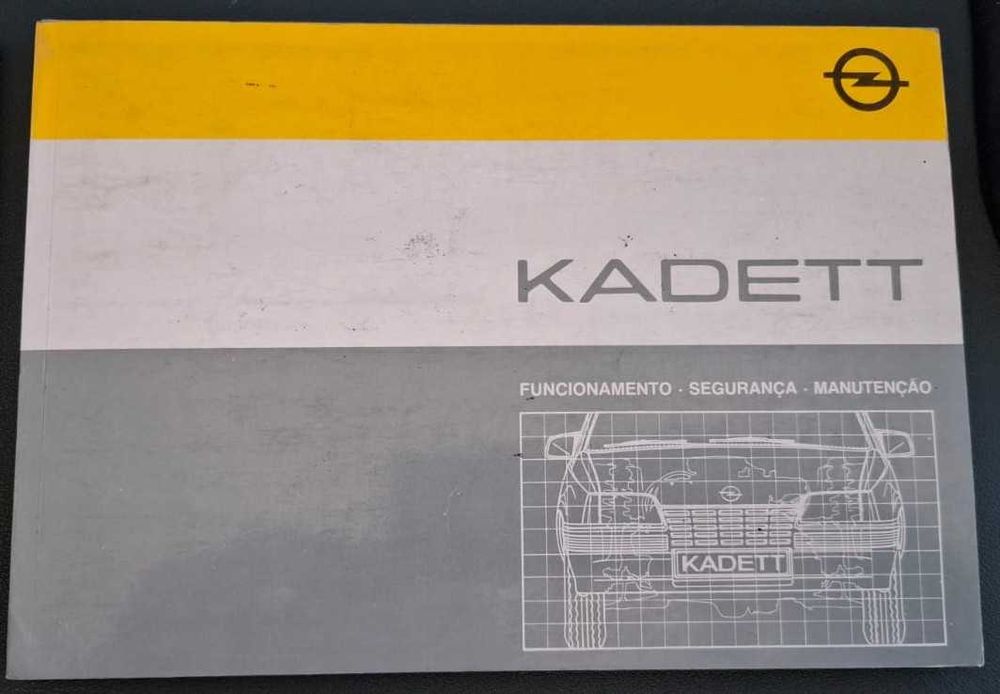 KADETT
FUNCIONAMENTO · SEGURANÇA · MANUTENÇÃO
KADETT